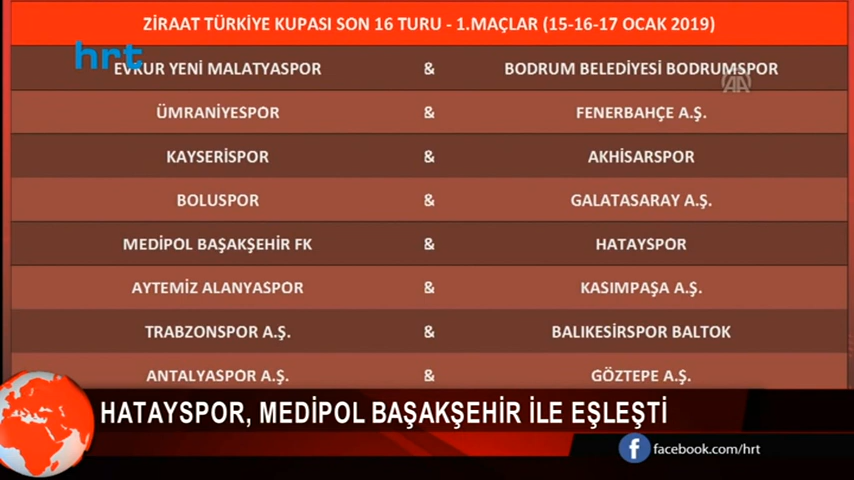 ZİRAAT TÜRKİYE KUPASI SON 16 TURU - 1.MAÇLAR (15-16-17 OCAK 2019)
hrt
EVKUR YENİ MALATYASPOR & BODRUM BELEDİYESİ BODRUMSPOR
AA
ÜMRANİYESPOR & FENERBAHÇE A.Ş.
KAYSERİSPOR & AKHİSARSPOR
BOLUSPOR & GALATASARAY A.Ş.
MEDİPOL BAŞAKŞEHİR FK & HATAYSPOR
AYTEMİZ ALANYASPOR & KASIMPAŞA A.Ş.
TRABZONSPOR A.Ş. & BALIKESİRSPOR BALTOK
ANTALYASPOR A.Ş. & GÖZTEPE A.Ş.
HATAYSPOR, MEDİPOL BAŞAKŞEHİR İLE EŞLEŞTİ
facebook.com/hrt